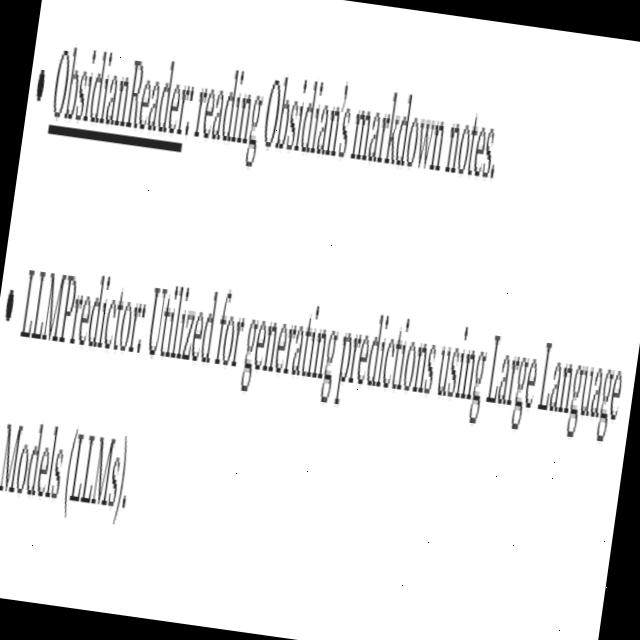 • ObsidianReader: reading Obsidian's markdown notes.
• LLMPredictor: Utilized for generating predictions using Large Language
Models (LLMs).